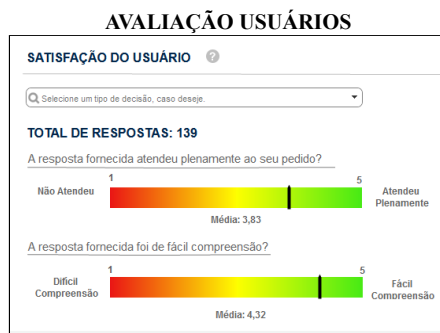 AVALIAÇÃO USUÁRIOS
SATISFAÇÃO DO USUÁRIO ?
Selecione um tipo de decisão, caso deseje.
TOTAL DE RESPOSTAS: 139
A resposta fornecida atendeu plenamente ao seu pedido?
1 5
Não Atendeu Atendeu
Plenamente
Média: 3,83
A resposta fornecida foi de fácil compreensão?
1 5
Difícil Fácil
Compreensão Compreensão
Média: 4,32